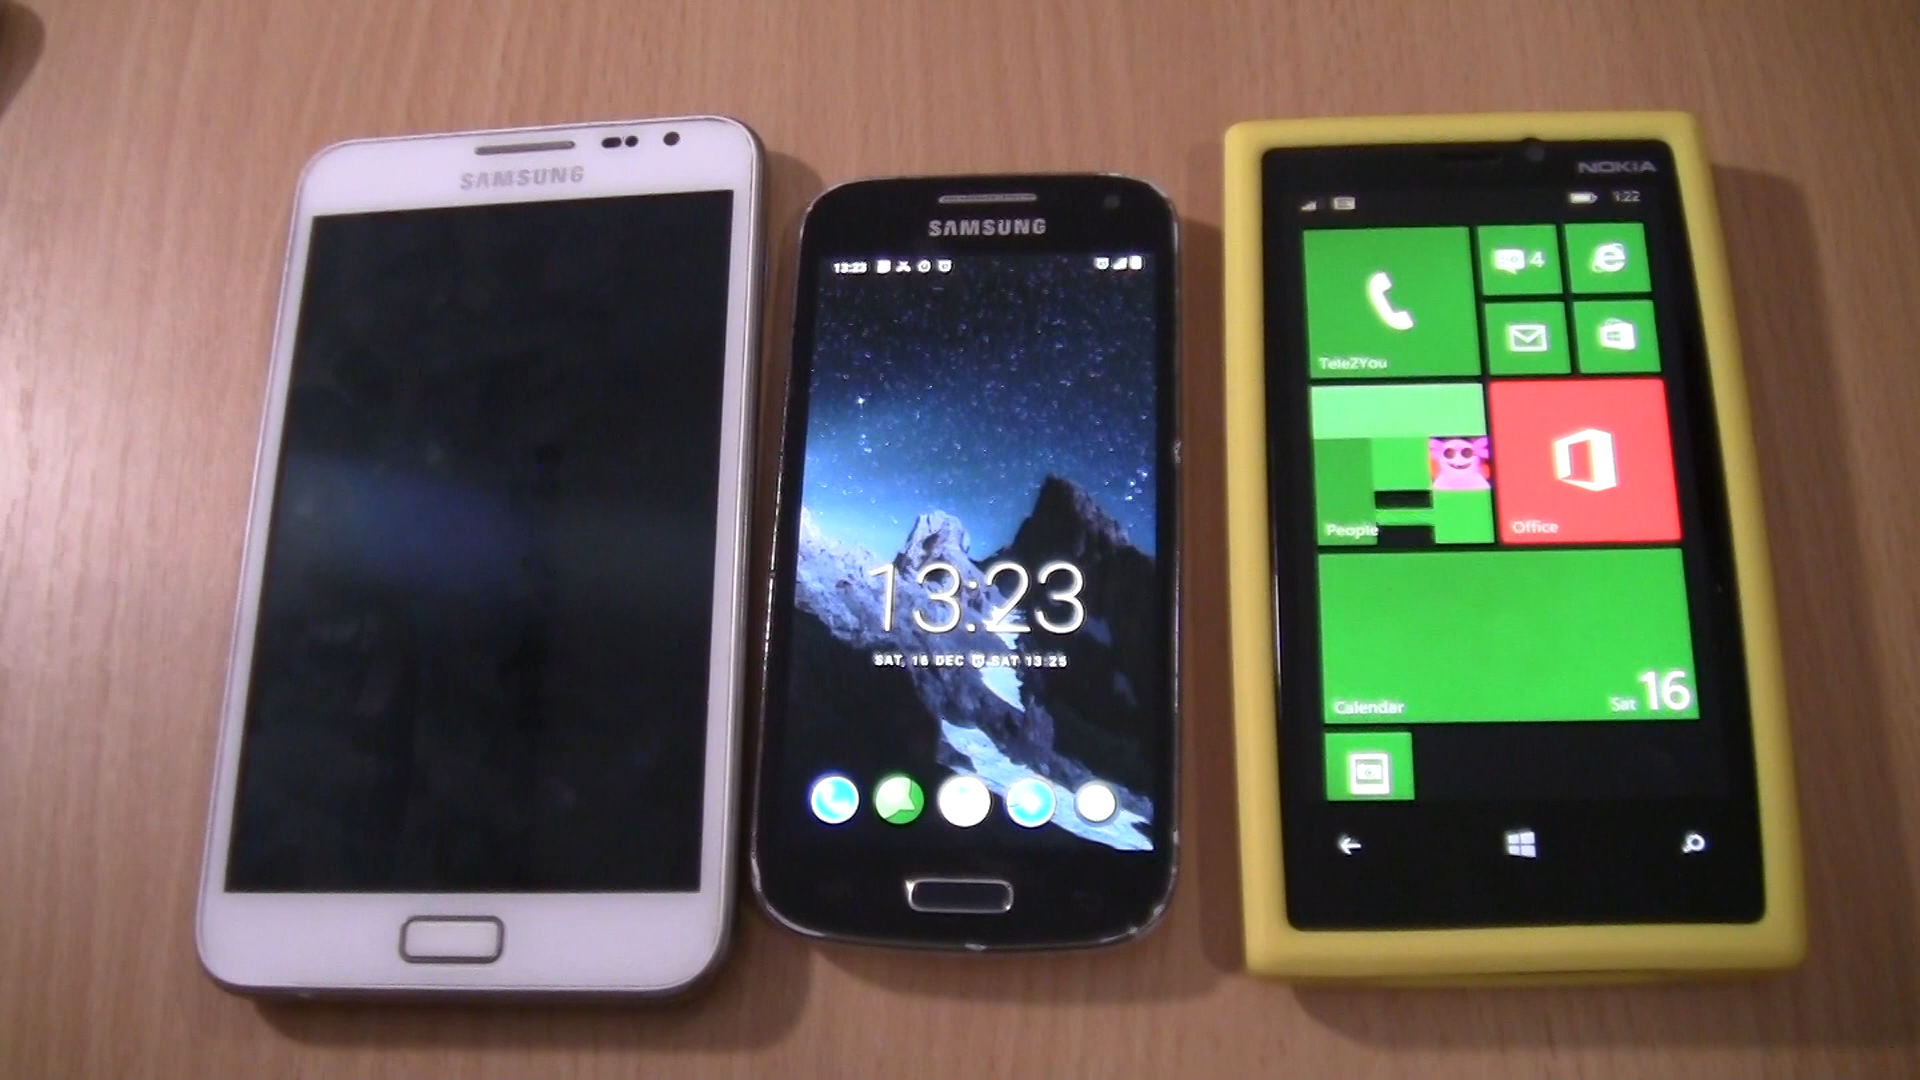 SAMSUNG
SAMSUNG
13:23
13:23
SAT, 16 DEC SAT 13:25
NOKIA
1:22
4
Tele2You
People
Office
Calendar
Sat 16